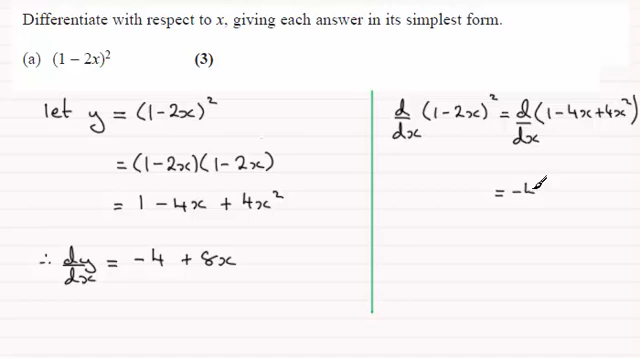 Differentiate with respect to x, giving each answer in its simplest form.
(a) (1 – 2x)² (3)
let y = (1-2x)²
= (1-2x)(1-2x)
= 1 - 4x + 4x²
∴ dy/dx = -4 + 8x
d/dx (1-2x)² = d/dx (1-4x+4x²)
= -4